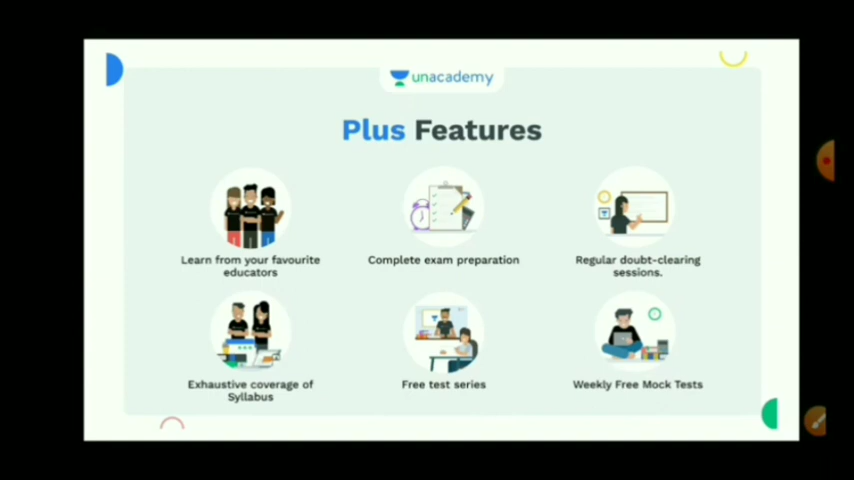 unacademy
Plus Features
Learn from your favourite
educators
Complete exam preparation
Regular doubt-clearing
sessions.
Exhaustive coverage of
Syllabus
Free test series
Weekly Free Mock Tests